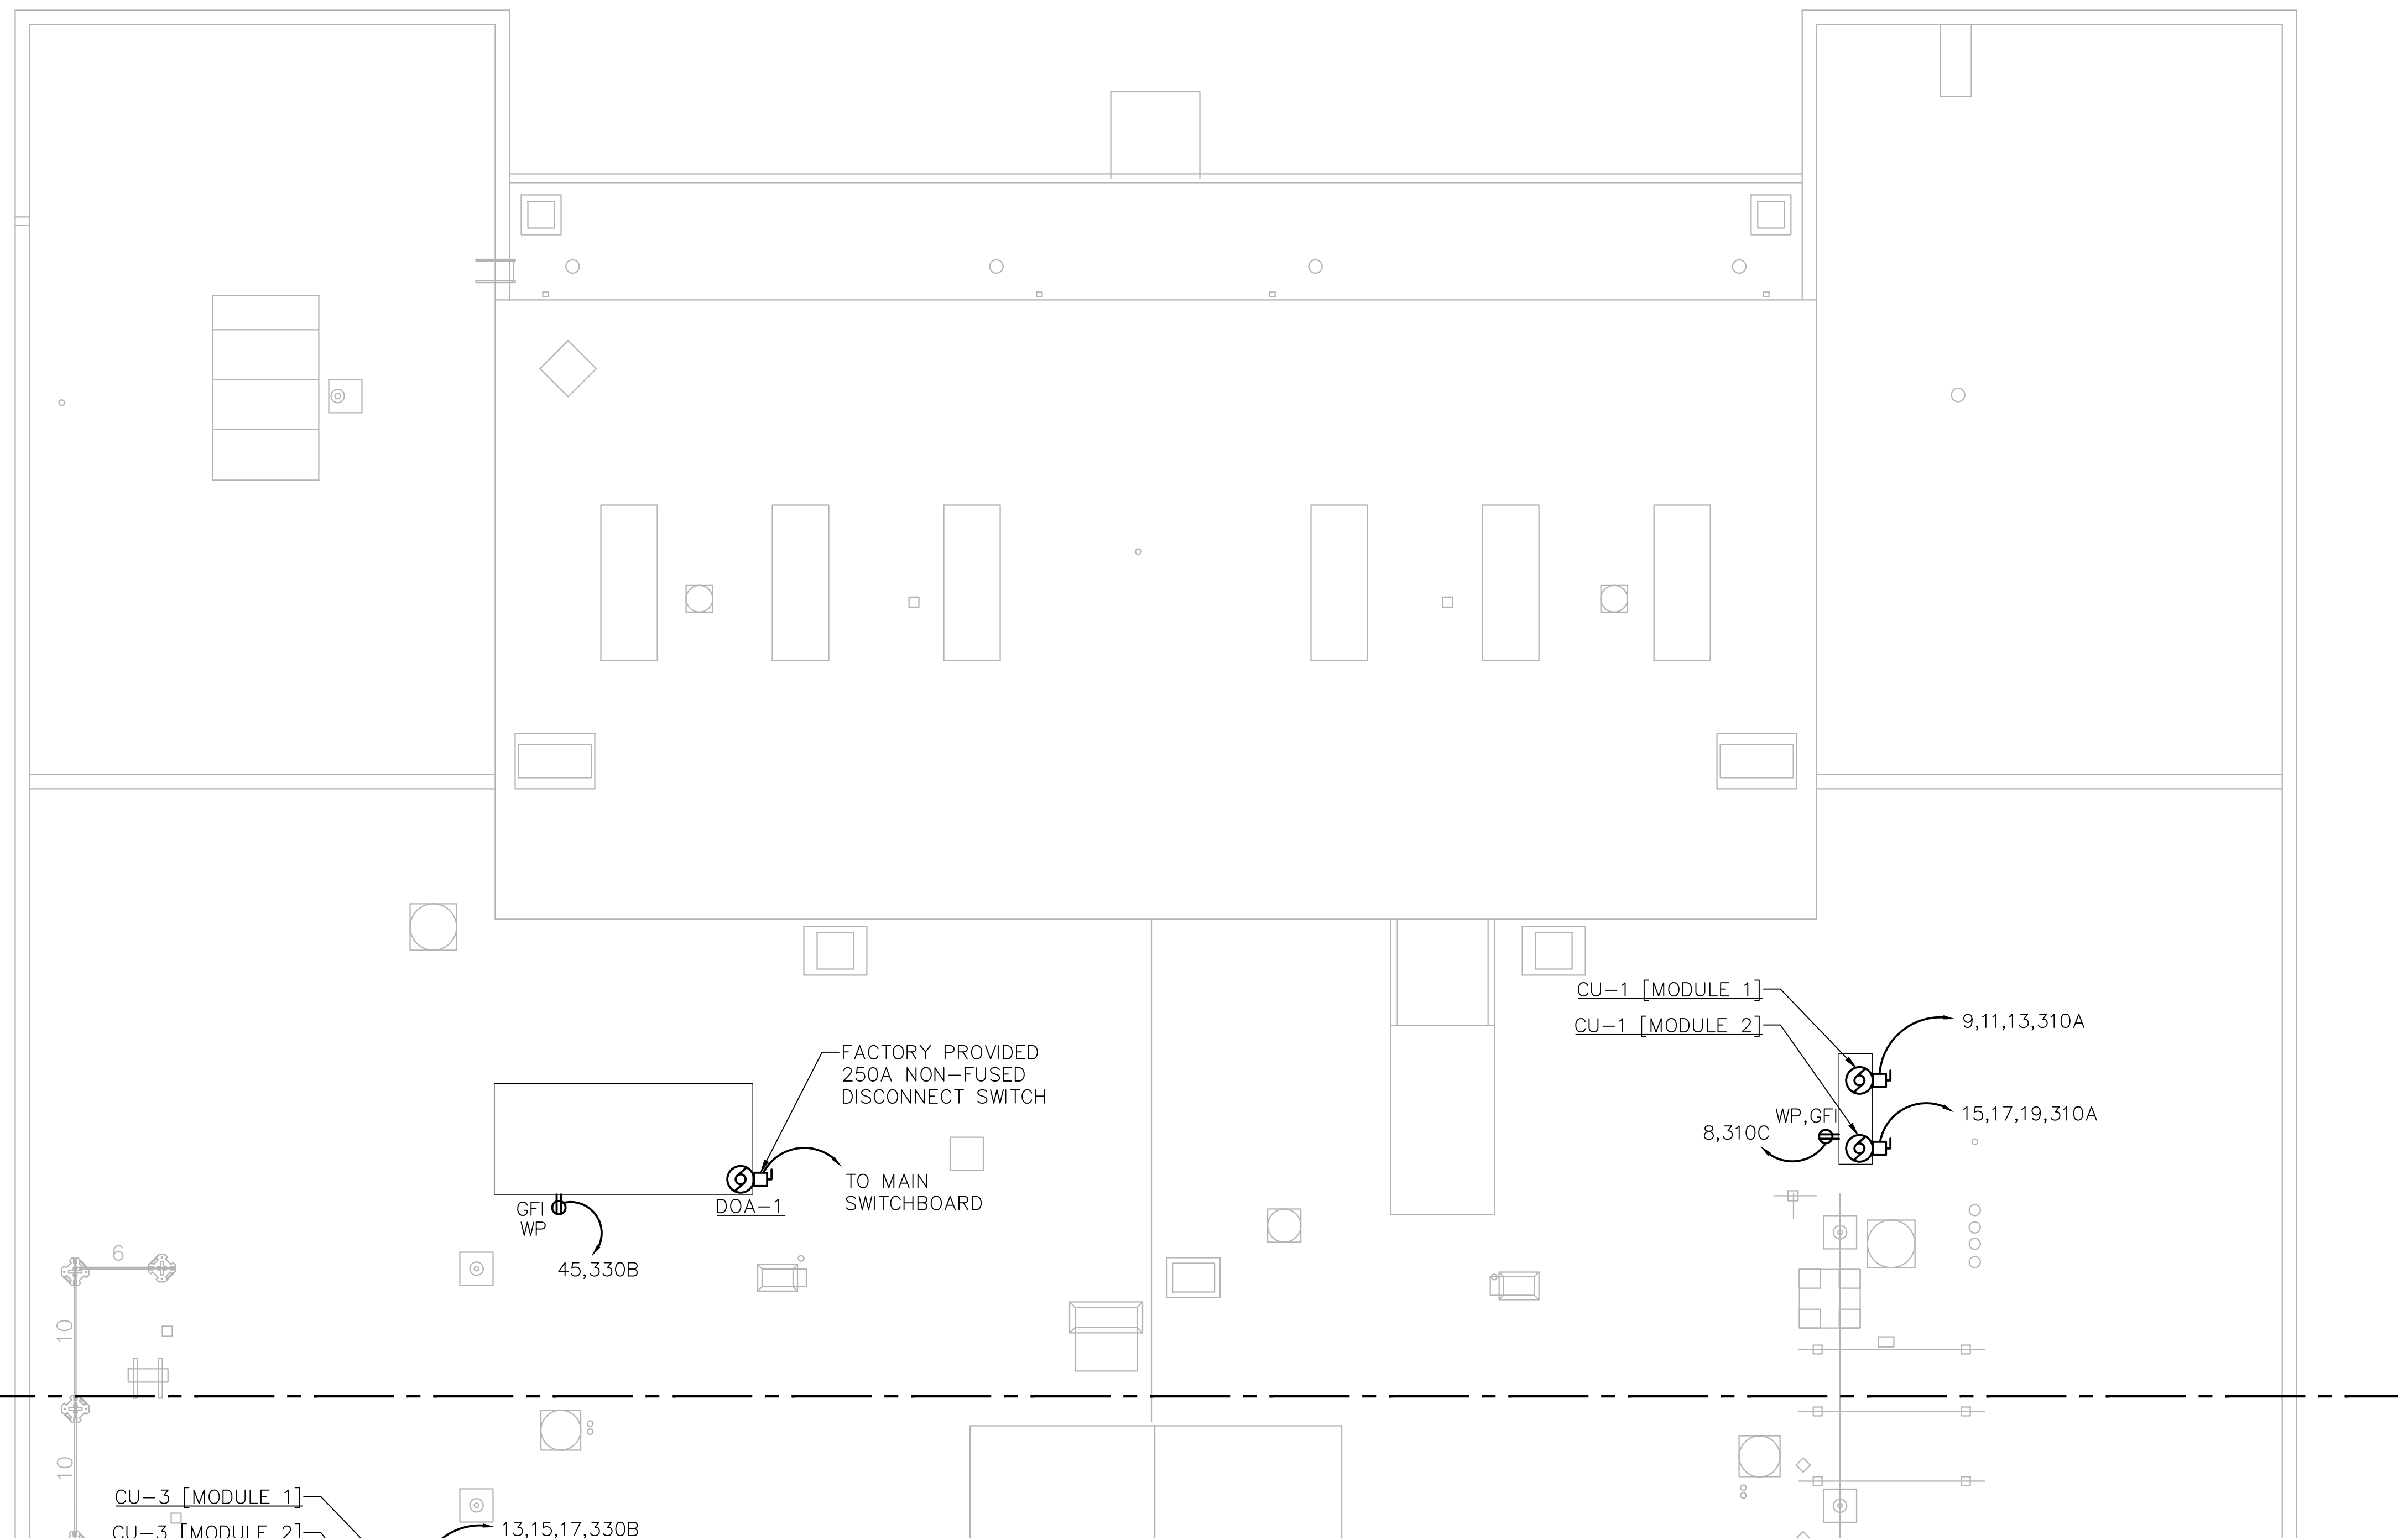 CU-1 [MODULE 1]
CU-1 [MODULE 2]
9,11,13,310A
WP,GFI
15,17,19,310A
8,310C
FACTORY PROVIDED
250A NON-FUSED
DISCONNECT SWITCH
TO MAIN
SWITCHBOARD
DOA-1
GFI
WP
45,330B
6
10
10
CU-3 [MODULE 1]
CU-3 [MODULE 2]
13,15,17,330B